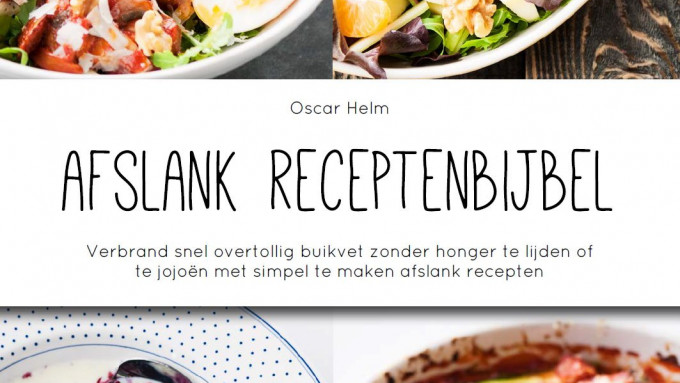 Oscar Helm
AFSLANK RECEPTENBIJBEL
Verbrand snel overtollig buikvet zonder honger te lijden of
te jojoën met simpel te maken afslank recepten